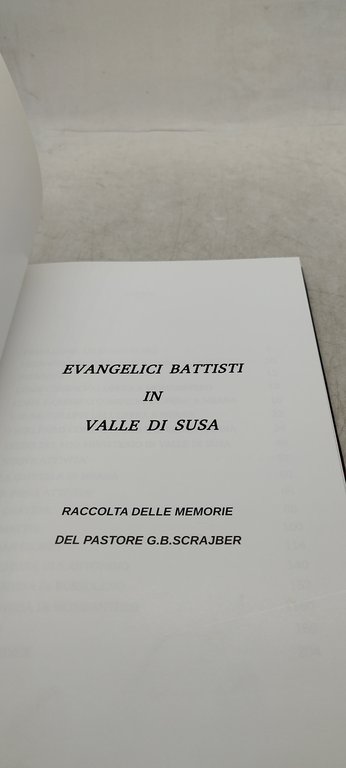 EVANGELICI BATTISTI
IN
VALLE DI SUSA
RACCOLTA DELLE MEMORIE
DEL PASTORE G.B.SCRAJBER